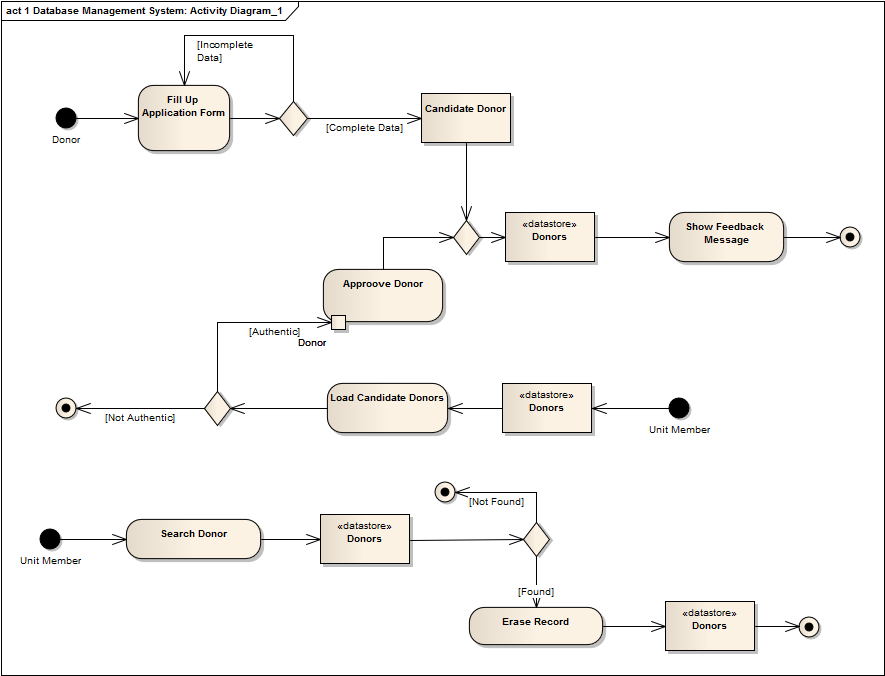 act 1 Database Management System: Activity Diagram_1
[Incomplete
Data]
Fill Up
Application Form
Candidate Donor
[Complete Data]
Donor
«datastore»
Donors
Show Feedback
Message
Approove Donor
[Authentic]
Donor
Load Candidate Donors
«datastore»
Donors
[Not Authentic]
Unit Member
[Not Found]
Search Donor
«datastore»
Donors
Unit Member
[Found]
Erase Record
«datastore»
Donors